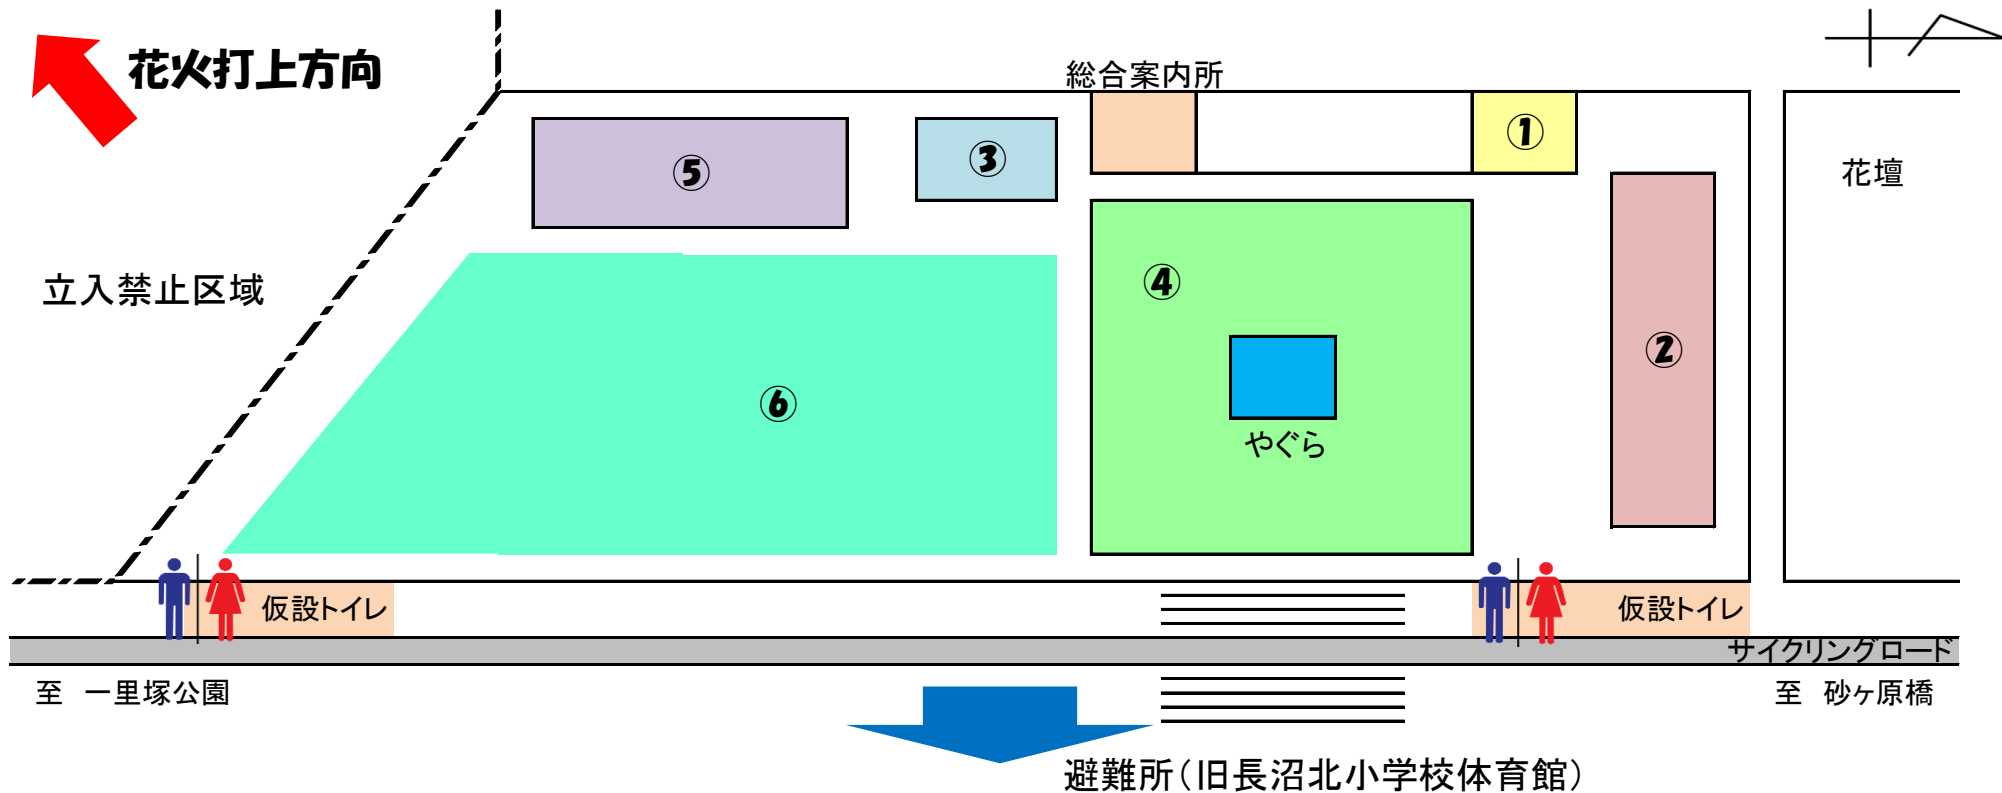 花火打上方向
総合案内所
①
⑤
③
花壇
④
立入禁止区域
②
⑥
やぐら
仮設トイレ
仮設トイレ
サイクリングロード
至　一里塚公園
至　砂ヶ原橋
避難所（旧長沼北小学校体育館）